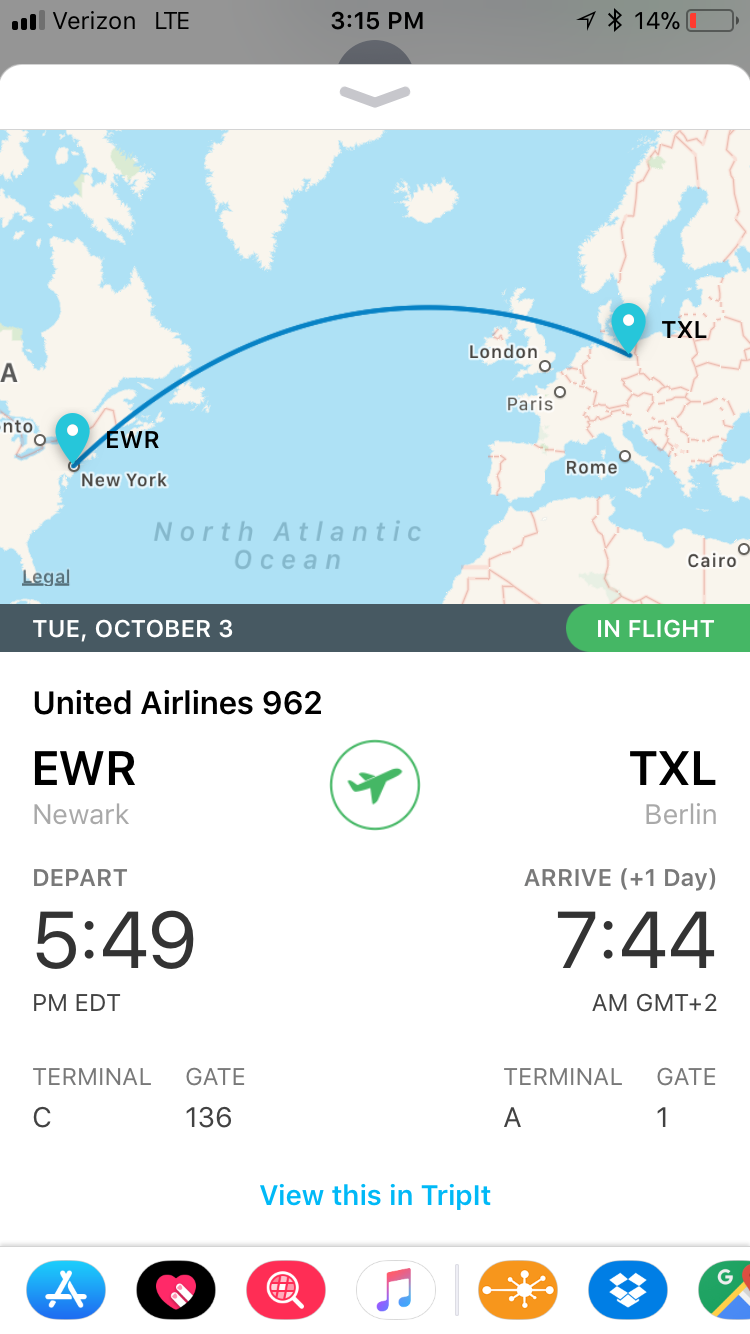 Verizon LTE 3:15 PM 14%
TXL
London
A
Paris
nto
EWR
Rome
New York
North Atlantic
Ocean
Cairo
Legal
TUE, OCTOBER 3 IN FLIGHT
United Airlines 962
EWR TXL
Newark Berlin
DEPART ARRIVE (+1 Day)
5:49 7:44
PM EDT AM GMT+2
TERMINAL GATE TERMINAL GATE
C 136 A 1
View this in TripIt
G